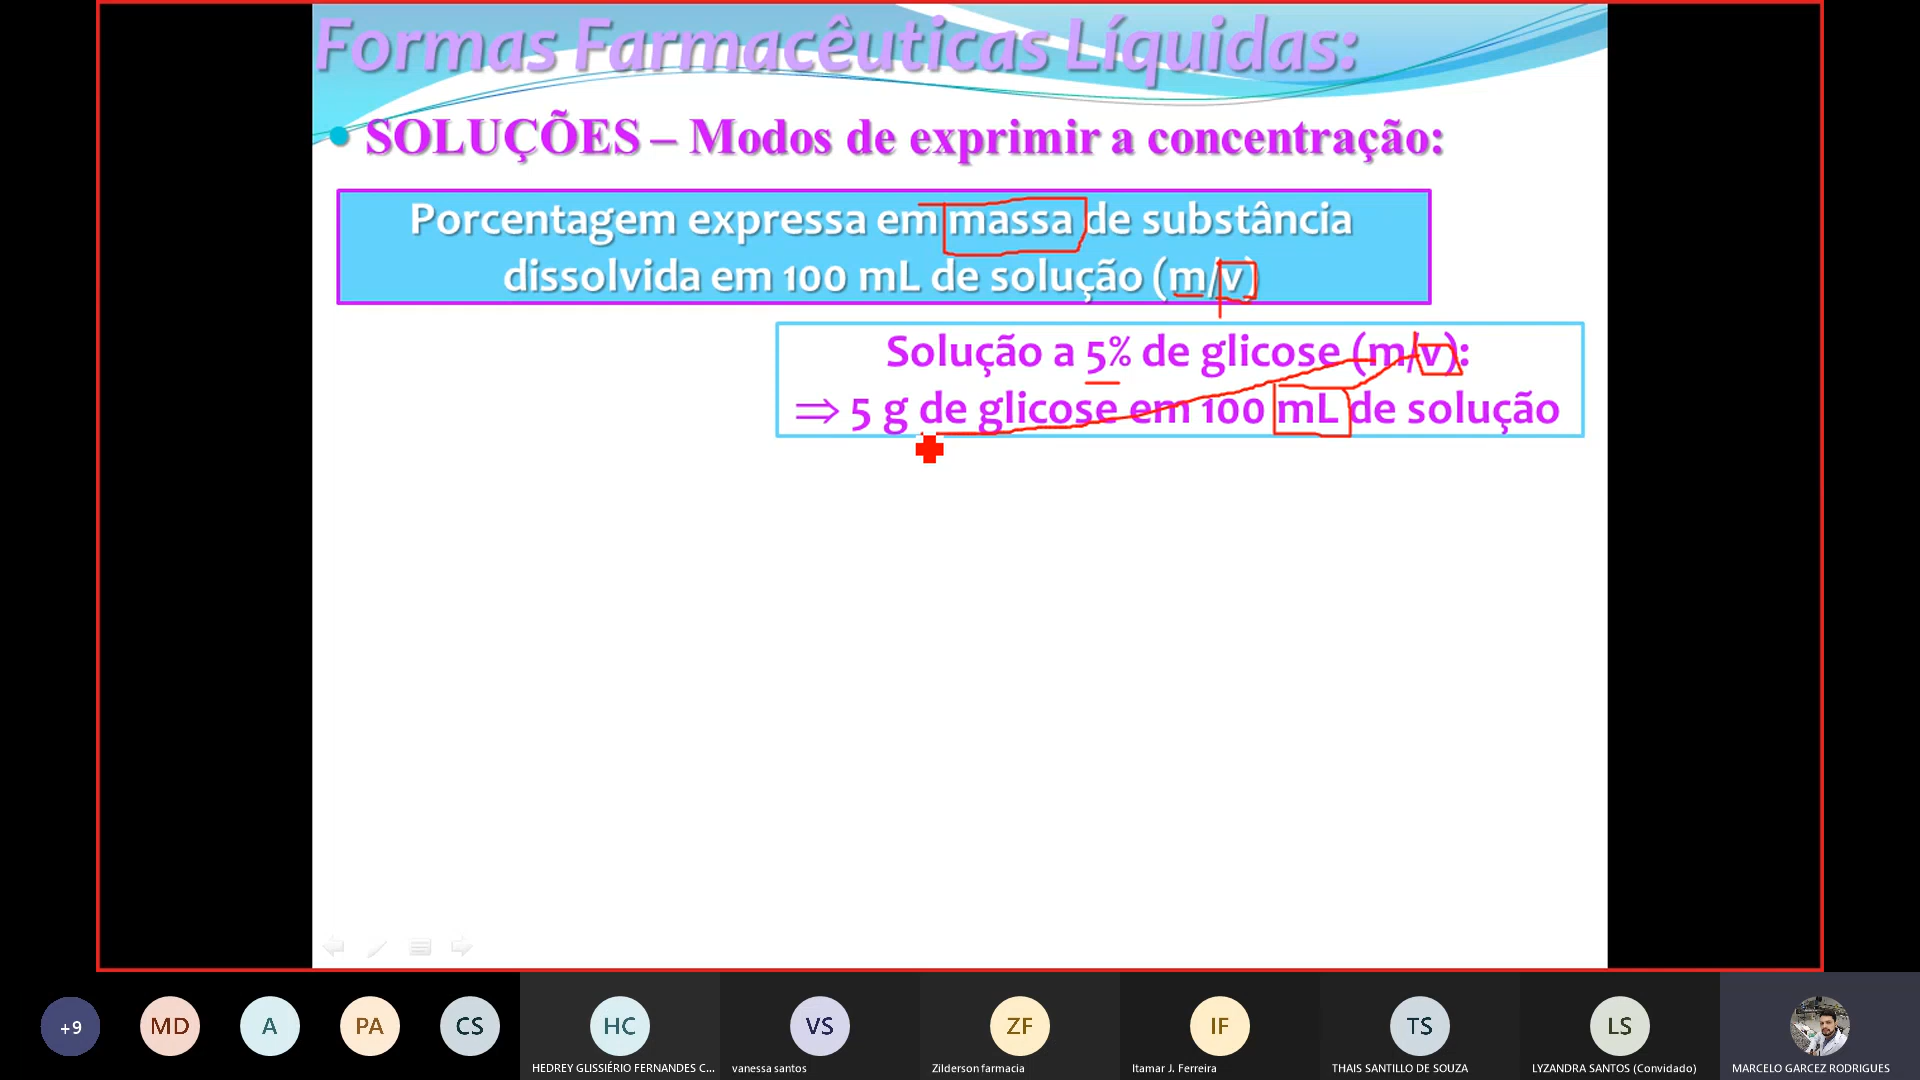 Formas Farmacêuticas Líquidas:
SOLUÇÕES – Modos de exprimir a concentração:
Porcentagem expressa em massa de substância
dissolvida em 100 mL de solução (m/v)
Solução a 5% de glicose (m/v):
⇒ 5 g de glicose em 100 mL de solução
+9
MD
A
PA
CS
HC
VS
ZF
IF
TS
LS
HEDREY GLISSIÉRIO FERNANDES C...
vanessa santos
Zilderson farmacia
Itamar J. Ferreira
THAIS SANTILLO DE SOUZA
LYZANDRA SANTOS (Convidado)
MARCELO GARCEZ RODRIGUES